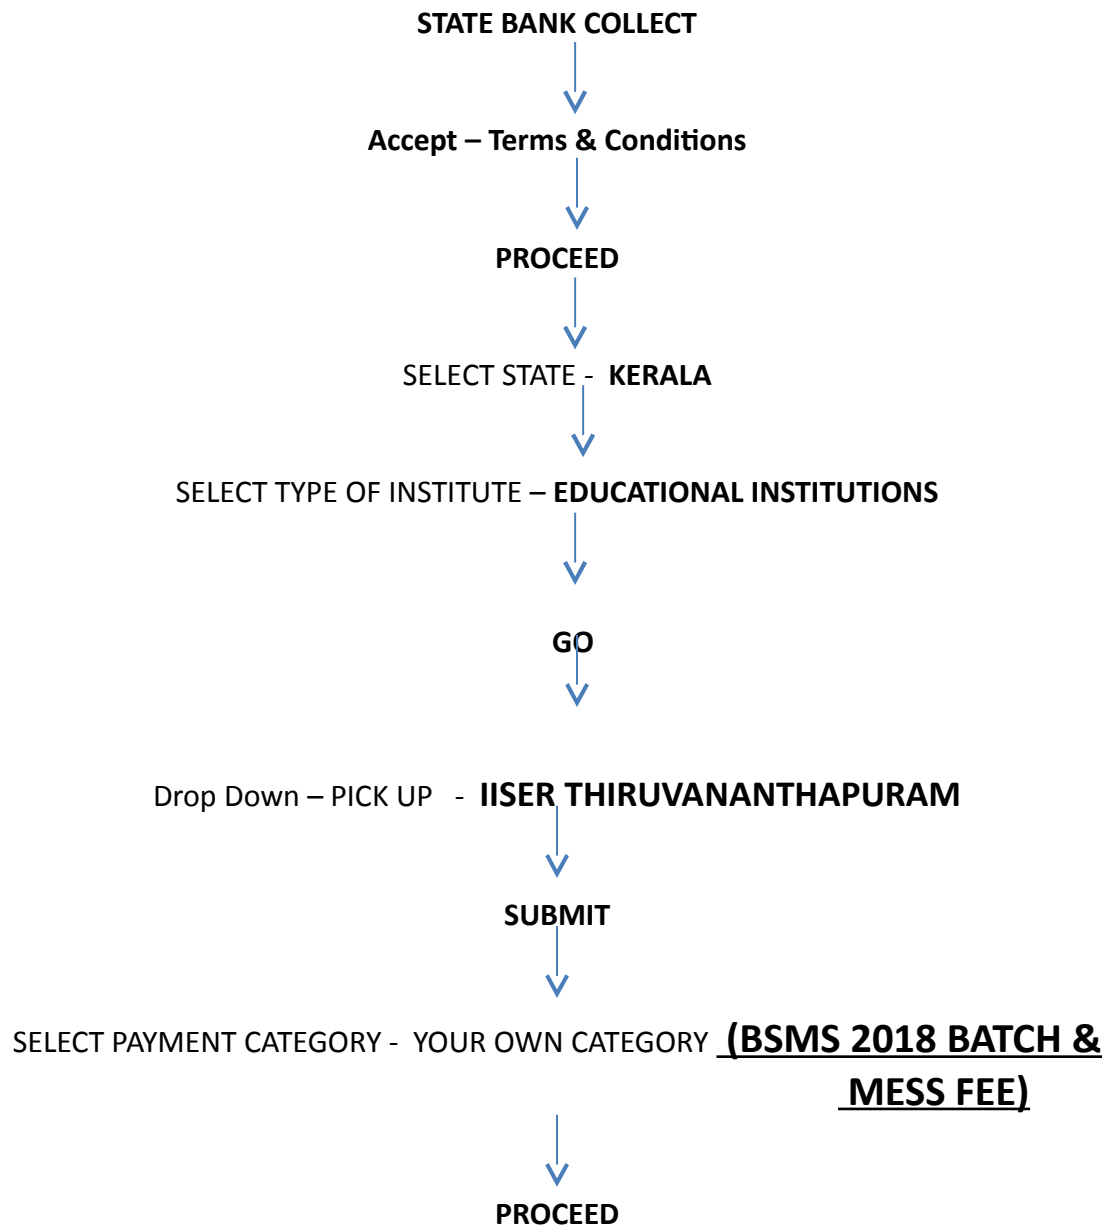 STATE BANK COLLECT
Accept – Terms & Conditions
PROCEED
SELECT STATE - KERALA
SELECT TYPE OF INSTITUTE – EDUCATIONAL INSTITUTIONS
GO
Drop Down – PICK UP - IISER THIRUVANANTHAPURAM
SUBMIT
SELECT PAYMENT CATEGORY - YOUR OWN CATEGORY (BSMS 2018 BATCH &
MESS FEE)
PROCEED